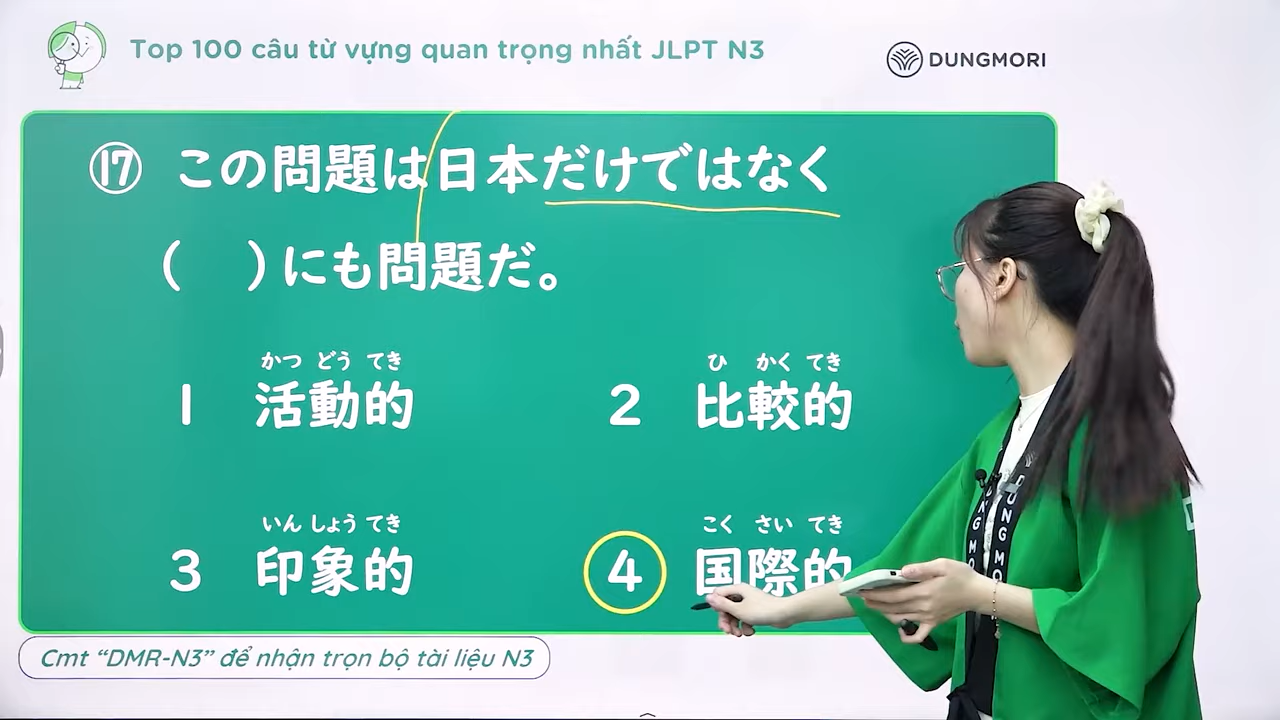 Top 100 câu từ vựng quan trọng nhất JLPT N3
DUNGMORI
⑰ この問題は日本だけではなく
( )にも問題だ。
かつ どう てき
1 活動的
ひ かく てき
2 比較的
いん しょう てき
3 印象的
こく さい てき
4 国際的
Cmt “DMR-N3” để nhận trọn bộ tài liệu N3